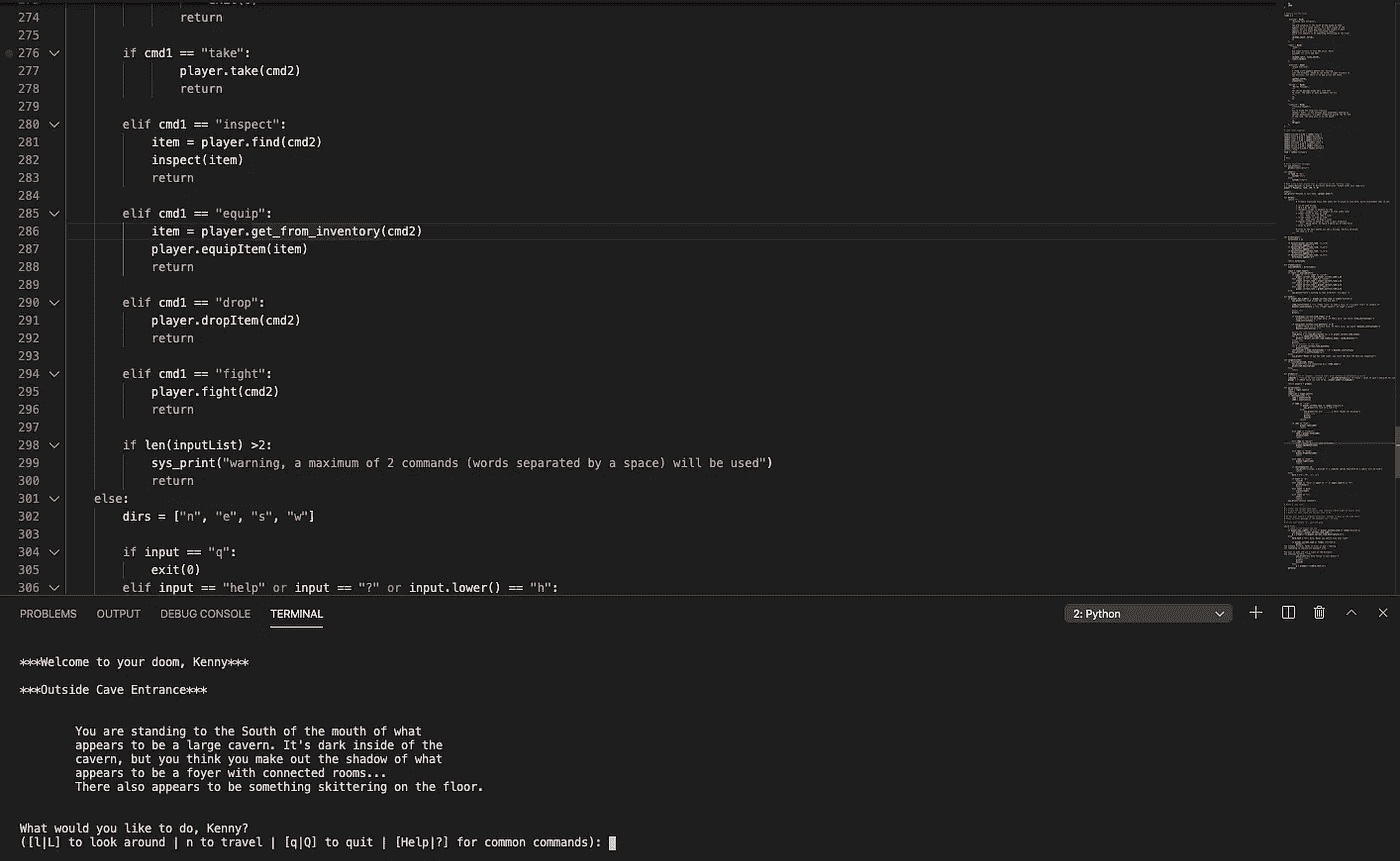 274 return
275
276 if cmd1 == "take":
277 player.take(cmd2)
278 return
279
280 elif cmd1 == "inspect":
281 item = player.find(cmd2)
282 inspect(item)
283 return
284
285 elif cmd1 == "equip":
286 item = player.get_from_inventory(cmd2)
287 player.equipItem(item)
288 return
289
290 elif cmd1 == "drop":
291 player.dropItem(cmd2)
292 return
293
294 elif cmd1 == "fight":
295 player.fight(cmd2)
296 return
297
298 if len(inputList) >2:
299 sys_print("warning, a maximum of 2 commands (words separated by a space) will be used")
300 return
301 else:
302 dirs = ["n", "e", "s", "w"]
303
304 if input == "q":
305 exit(0)
306 elif input == "help" or input == "?" or input.lower() == "h":
PROBLEMS OUTPUT DEBUG CONSOLE TERMINAL 2: Python
***Welcome to your doom, Kenny***
***Outside Cave Entrance***
You are standing to the South of the mouth of what
appears to be a large cavern. It's dark inside of the
cavern, but you think you make out the shadow of what
appears to be a foyer with connected rooms...
There also appears to be something skittering on the floor.
What would you like to do, Kenny?
([l|L] to look around | n to travel | [q|Q] to quit | [Help|?] for common commands):